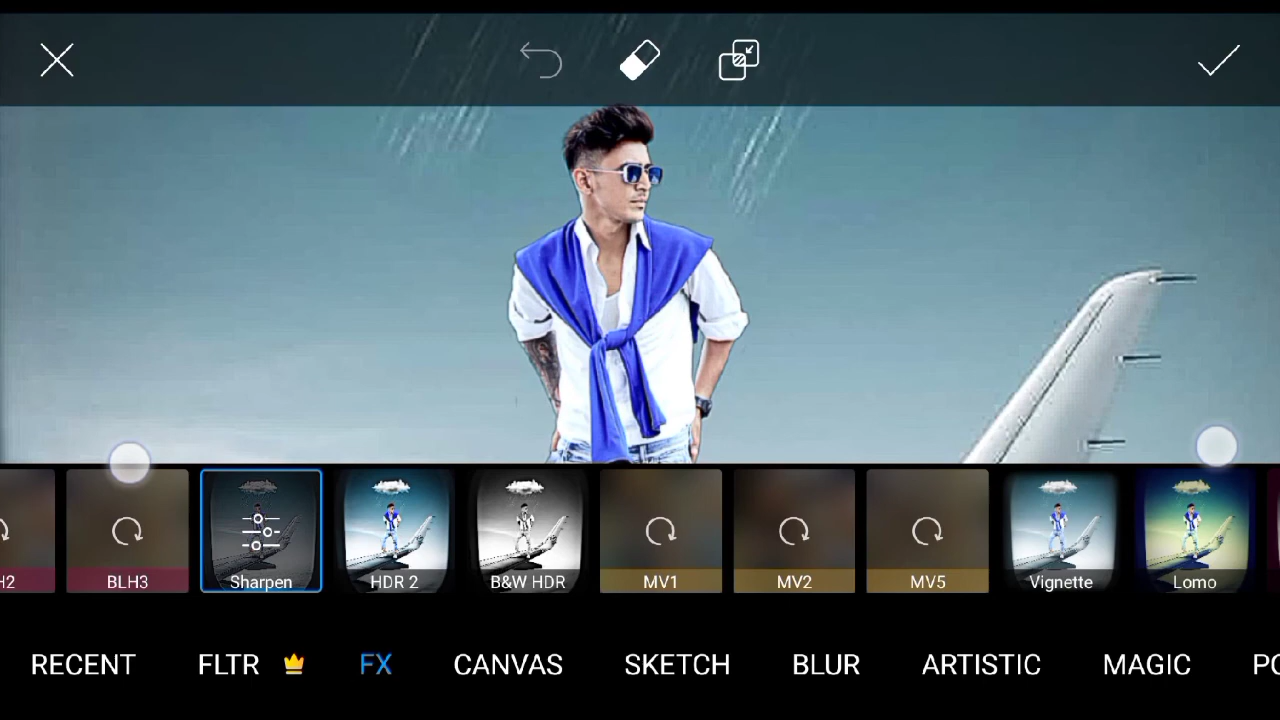 H2 BLH3 Sharpen HDR 2 B&W HDR MV1 MV2 MV5 Vignette Lomo
RECENT FLTR FX CANVAS SKETCH BLUR ARTISTIC MAGIC PO